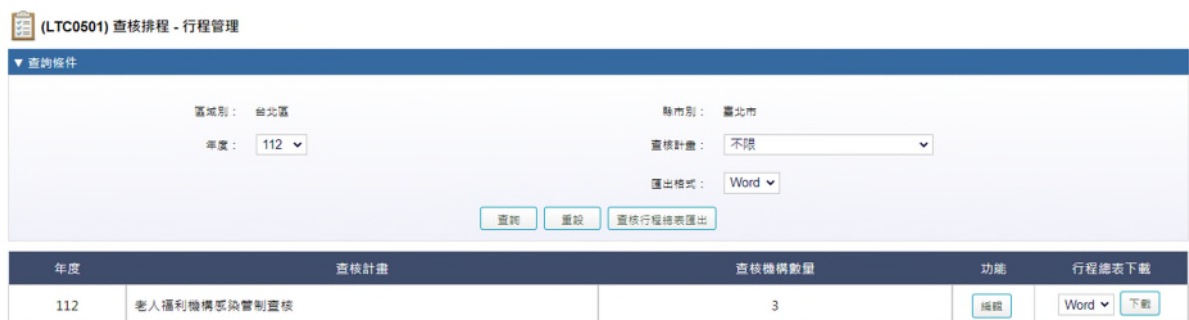 (LTC0501) 查核排程 - 行程管理
▼ 查詢條件
區域別： 台北區 縣市別： 臺北市
年度： 112 查核計畫： 不限
匯出格式： Word
查詢 重設 查核行程總表匯出
年度 查核計畫 查核機構數量 功能 行程總表下載
112 老人福利機構感染管制查核 3 編輯 Word 下載